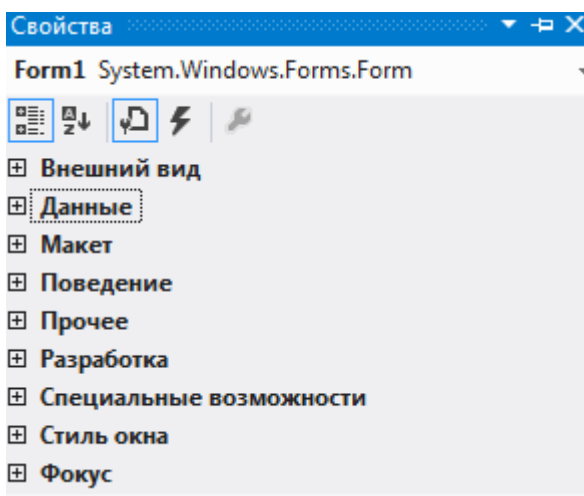 Свойства
Form1 System.Windows.Forms.Form
Внешний вид
Данные
Макет
Поведение
Прочее
Разработка
Специальные возможности
Стиль окна
Фокус